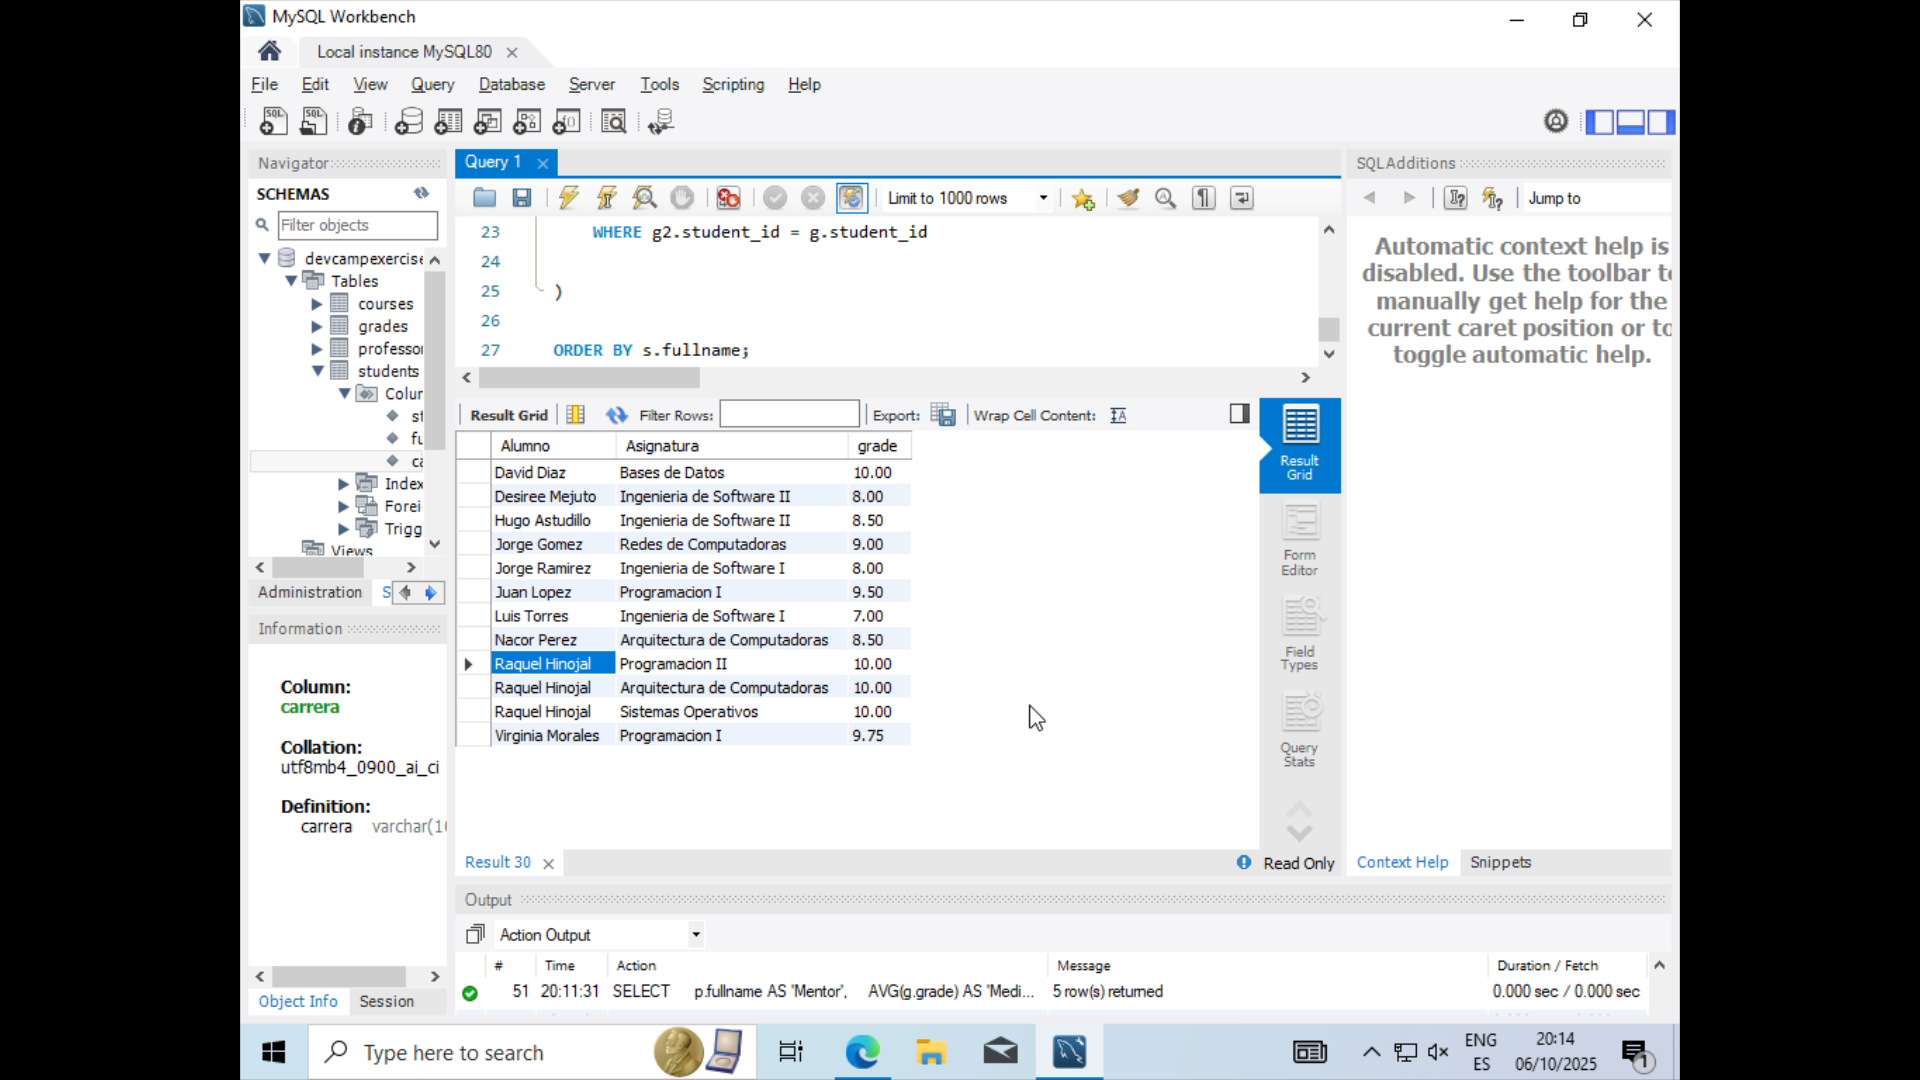 MySQL Workbench
Local instance MySQL80
File Edit View Query Database Server Tools Scripting Help
Navigator
SCHEMAS
Filter objects
devcampexercise
Tables
courses
grades
professor
students
Colur
st
fu
ca
Index
Forei
Trigg
Views
Administration S
Information
Column:
carrera
Collation:
utf8mb4_0900_ai_ci
Definition:
carrera varchar(10
Object Info Session
Query 1
Limit to 1000 rows
23 WHERE g2.student_id = g.student_id
24
25 )
26
27 ORDER BY s.fullname;
Result Grid Filter Rows: Export: Wrap Cell Content:
Alumno Asignatura grade
David Diaz Bases de Datos 10.00
Desiree Mejuto Ingenieria de Software II 8.00
Hugo Astudillo Ingenieria de Software II 8.50
Jorge Gomez Redes de Computadoras 9.00
Jorge Ramirez Ingenieria de Software I 8.00
Juan Lopez Programacion I 9.50
Luis Torres Ingenieria de Software I 7.00
Nacor Perez Arquitectura de Computadoras 8.50
Raquel Hinojal Programacion II 10.00
Raquel Hinojal Arquitectura de Computadoras 10.00
Raquel Hinojal Sistemas Operativos 10.00
Virginia Morales Programacion I 9.75
Result
Grid
Form
Editor
Field
Types
Query
Stats
Result 30
Read Only
SQLAdditions
Jump to
Automatic context help is
disabled. Use the toolbar to
manually get help for the
current caret position or to
toggle automatic help.
Context Help Snippets
Output
Action Output
# Time Action Message Duration / Fetch
51 20:11:31 SELECT p.fullname AS 'Mentor', AVG(g.grade) AS 'Medi... 5 row(s) returned 0.000 sec / 0.000 sec
Type here to search
ENG
ES
20:14
06/10/2025
1